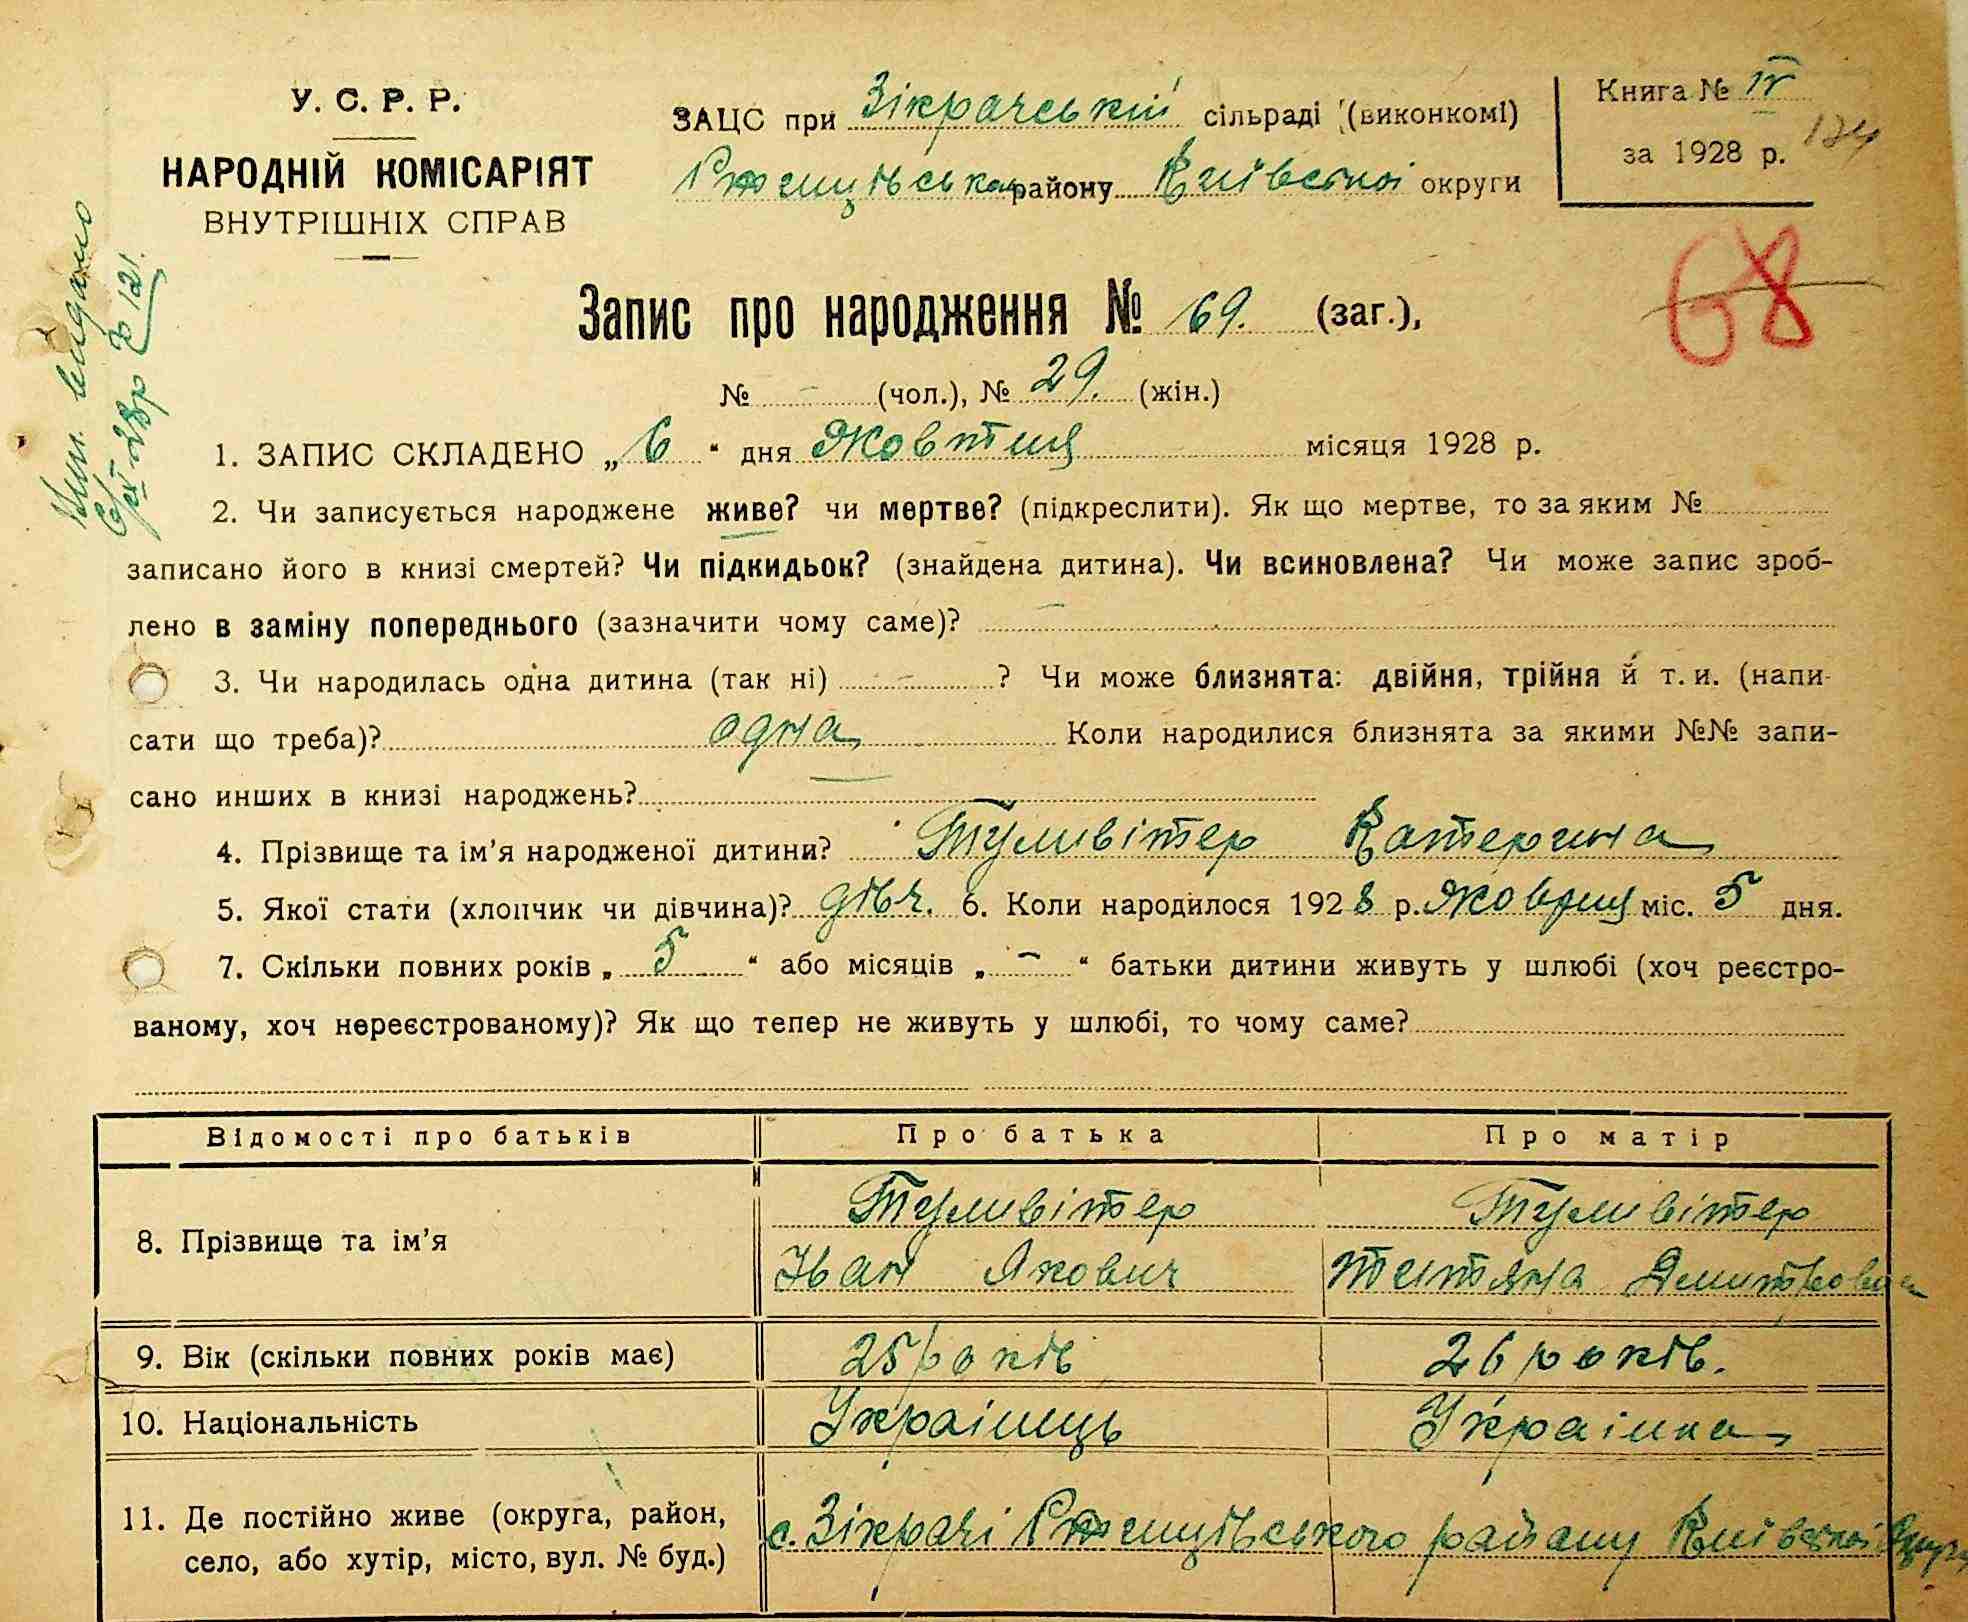 У. С. Р. Р.
НАРОДНІЙ КОМІСАРІЯТ
ВНУТРІШНІХ СПРАВ
ЗАЦС при Зікрачській сільраді (виконкомі)
району Київської округи
Книга № IV
за 1928 р.
68
Запис про народження № 69. (заг.),
№ - (чол.), № 29. (жін.)
1. ЗАПИС СКЛАДЕНО „6“ дня Жовтня місяця 1928 р.
2. Чи записується народжене живе? чи мертве? (підкреслити). Як що мертве, то за яким №
записано його в книзі смертей? Чи підкидьок? (знайдена дитина). Чи всиновлена? Чи може запис зроб-
лено в заміну попереднього (зазначити чому саме)?
3. Чи народилась одна дитина (так ні) - ? Чи може близнята: двійня, трійня й т. и. (напи-
сати що треба)? одна Коли народилися близнята за якими №№ запи-
сано инших в книзі народжень?
4. Прізвище та ім’я народженої дитини? Тумвітер Катерина
5. Якої стати (хлопчик чи дівчина)? дівч. 6. Коли народилося 1928 р. міс. 5 дня.
7. Скільки повних років „5“ або місяців „-“ батьки дитини живуть у шлюбі (хоч реєстро-
ваному, хоч нереєстрованому)? Як що тепер не живуть у шлюбі, то чому саме?
Відомості про батьків Про батька Про матір
8. Прізвище та ім’я
Тумвітер Тумвітер
Іван Якович Тетяна Дмитровна
9. Вік (скільки повних років має) 25 років 26 років.
10. Національність Українець Українка
11. Де постійно живе (округа, район,
село, або хутір, місто, вул. № буд.)
с. Зікрачі району Київської Округи